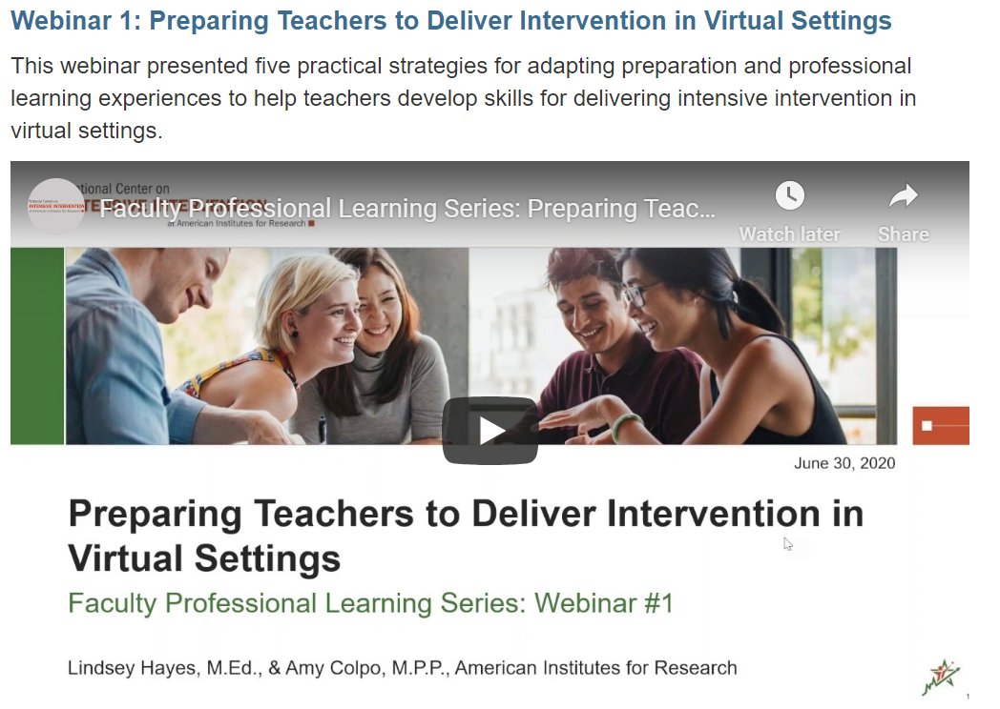 Webinar 1: Preparing Teachers to Deliver Intervention in Virtual Settings
This webinar presented five practical strategies for adapting preparation and professional
learning experiences to help teachers develop skills for delivering intensive intervention in
virtual settings.
tional Center on
INTENSIVE INTERVENTION
Faculty Professional Learning Series: Preparing Teac...
at American Institutes for Research
Watch later
Share
June 30, 2020
Preparing Teachers to Deliver Intervention in
Virtual Settings
Faculty Professional Learning Series: Webinar #1
Lindsey Hayes, M.Ed., & Amy Colpo, M.P.P., American Institutes for Research
1